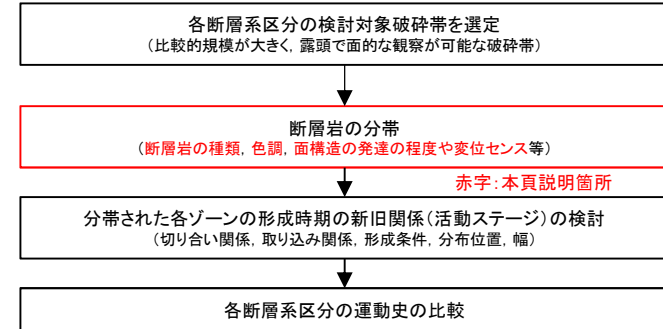 各断層系区分の検討対象破砕帯を選定
（比較的規模が大きく，露頭で面的な観察が可能な破砕帯）
断層岩の分帯
（断層岩の種類，色調，面構造の発達の程度や変位センス等）
赤字：本頁説明箇所
分帯された各ゾーンの形成時期の新旧関係（活動ステージ）の検討
（切り合い関係，取り込み関係，形成条件，分布位置，幅）
各断層系区分の運動史の比較